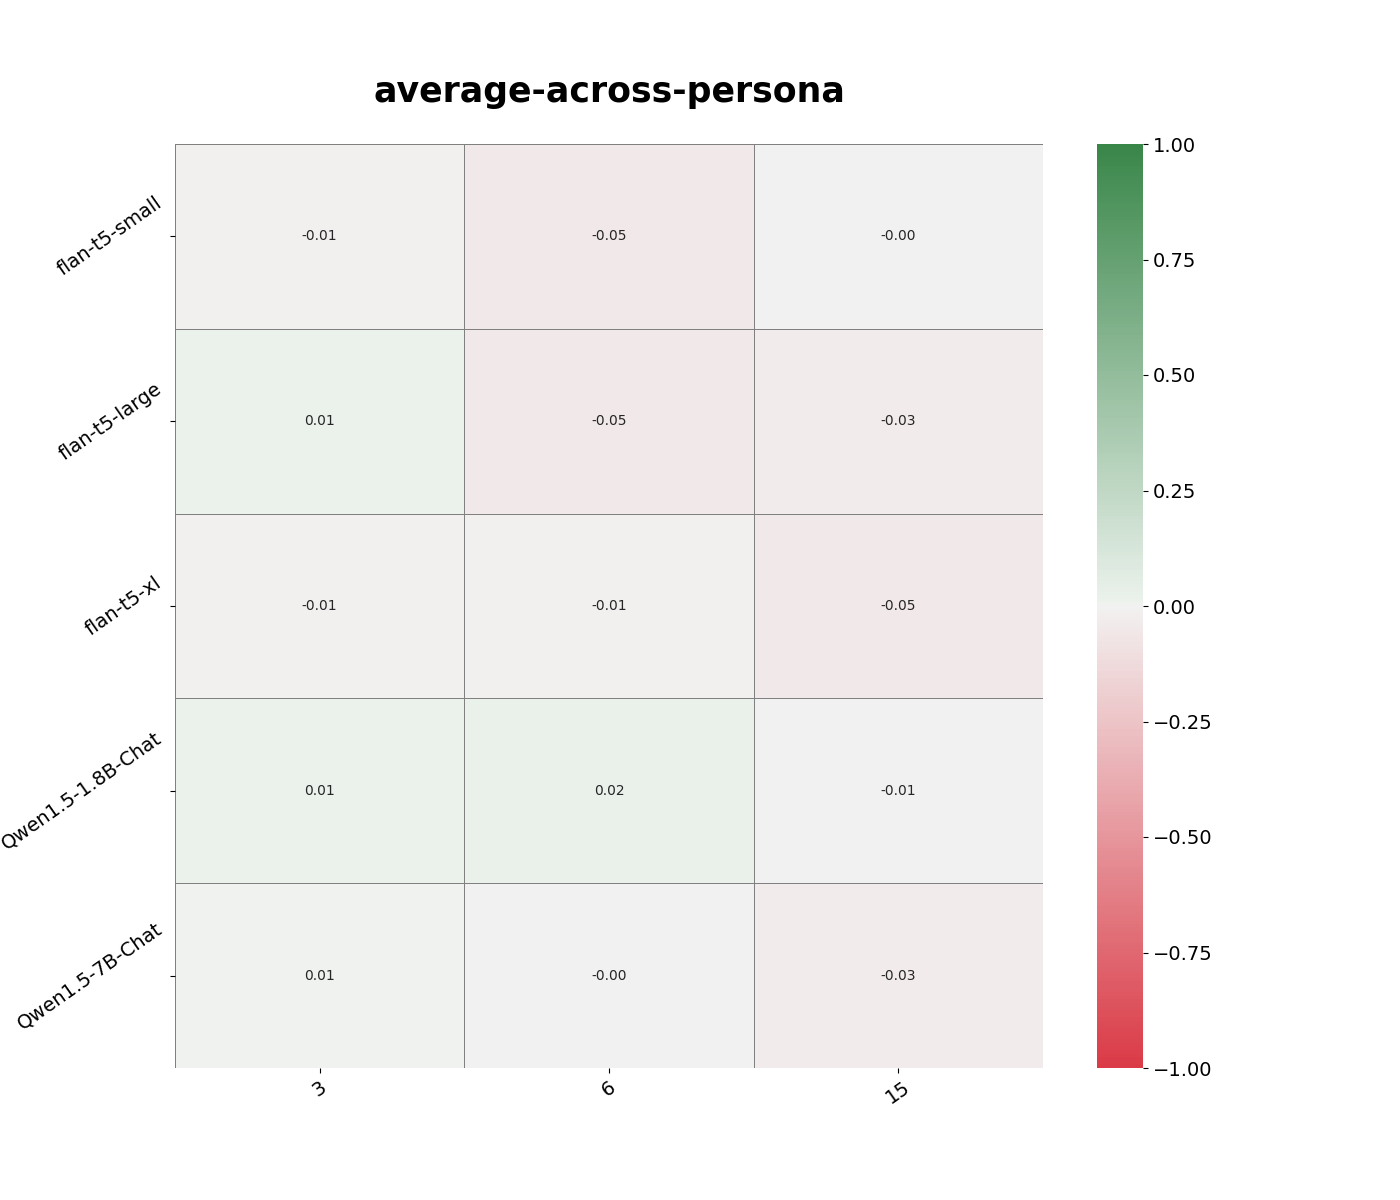 average-across-persona
flan-t5-small -0.01 -0.05 -0.00
flan-t5-large 0.01 -0.05 -0.03
flan-t5-xl -0.01 -0.01 -0.05
Qwen1.5-1.8B-Chat 0.01 0.02 -0.01
Qwen1.5-7B-Chat 0.01 -0.00 -0.03
3 6 15
1.00
0.75
0.50
0.25
0.00
−0.25
−0.50
−0.75
−1.00